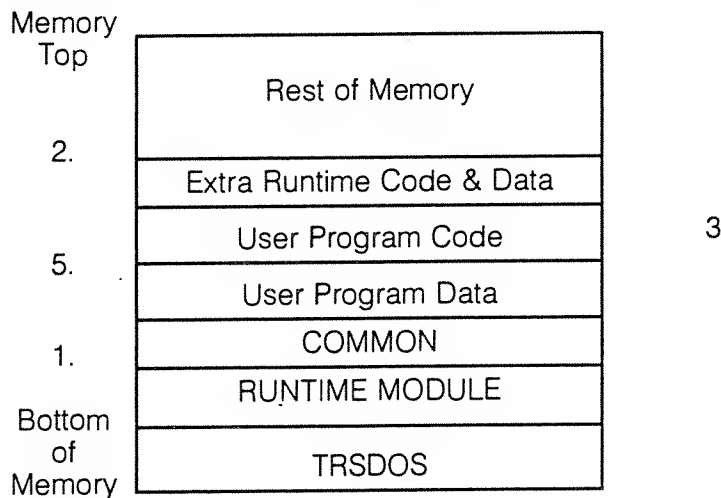 Memory
Top
Rest of Memory
2.
Extra Runtime Code & Data
User Program Code
3
5.
User Program Data
COMMON
1.
RUNTIME MODULE
Bottom
of
Memory
TRSDOS